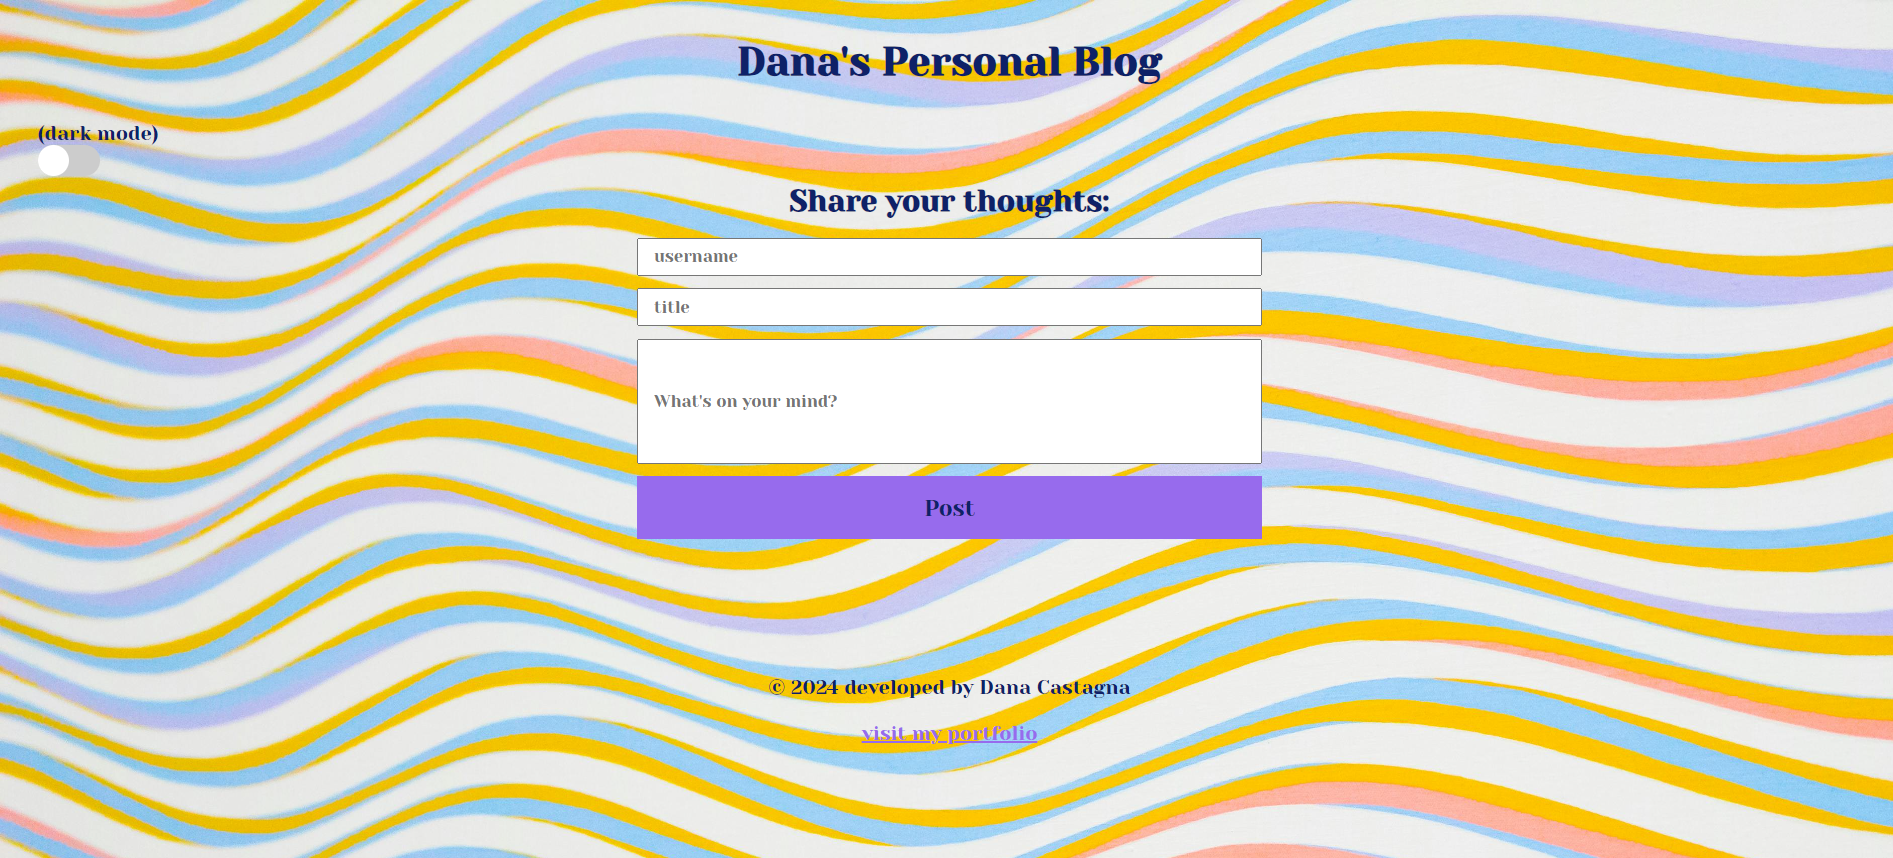 Dana's Personal Blog
(dark mode)
Share your thoughts:
username
title
What's on your mind?
Post
© 2024 developed by Dana Castagna
visit my portfolio